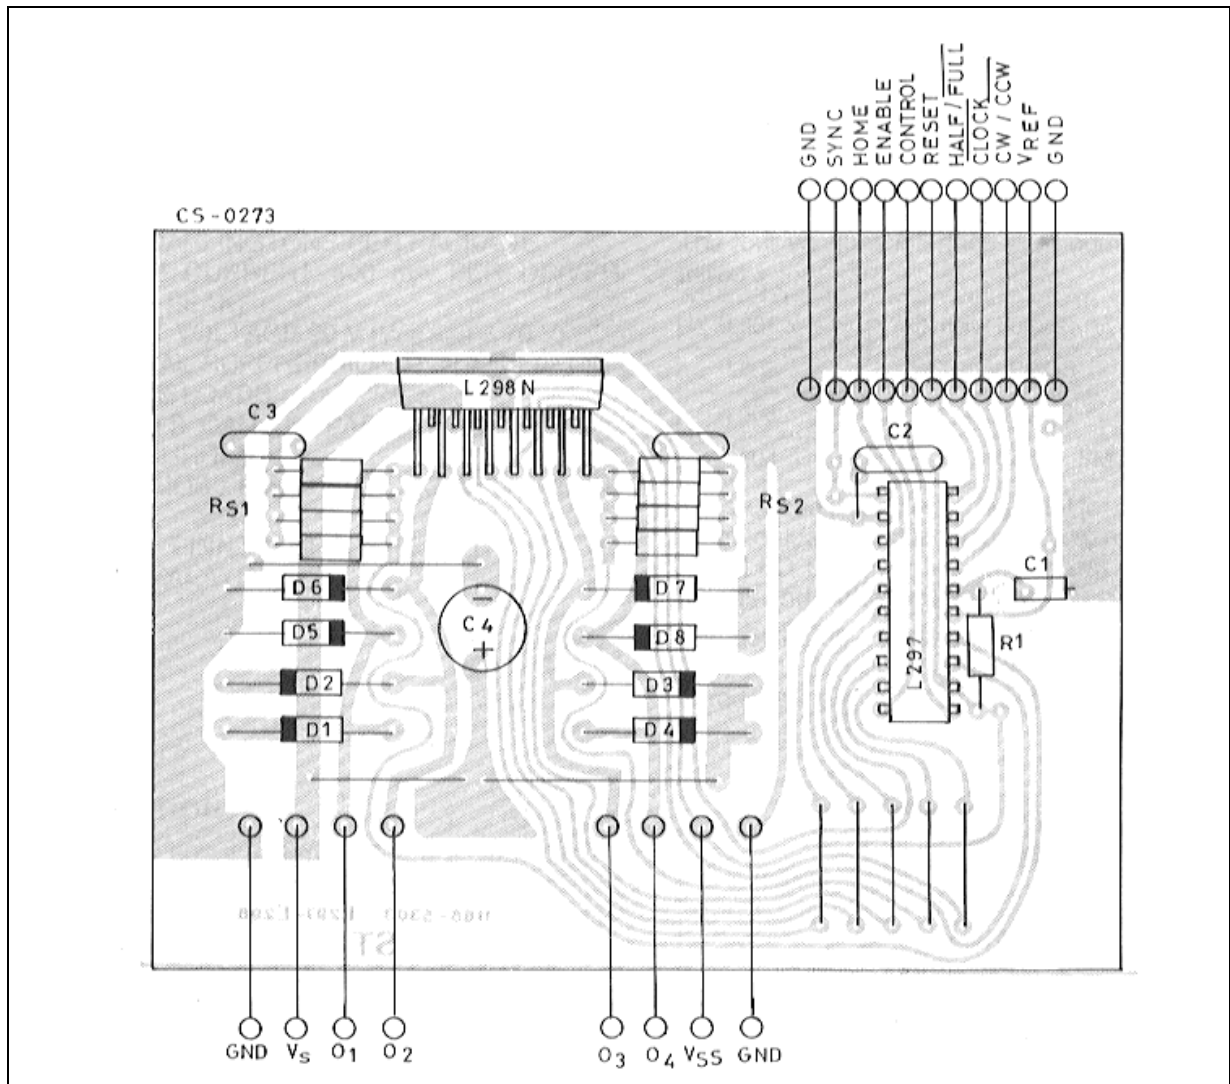 GND
SYNC
HOME
ENABLE
CONTROL
RESET
HALF / FULL
CLOCK
CW / CCW
VREF
GND
CS-0273
L298N
C3
C2
RS1
RS2
C1
D6
D7
C4
D5
D8
R1
L297
D2
D3
D1
D4
ST
GND
VS
O1
O2
O3
O4
VSS
GND